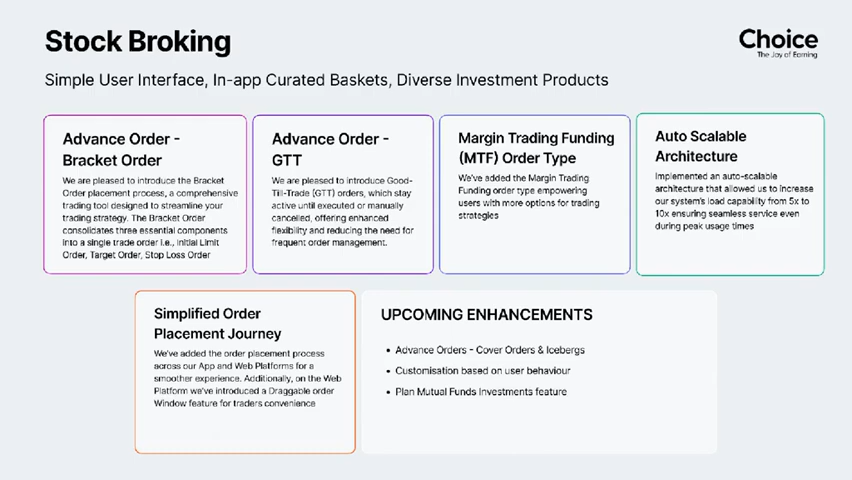 Stock Broking
Choice
The Joy of Earning
Simple User Interface, In-app Curated Baskets, Diverse Investment Products
Advance Order -
Bracket Order
We are pleased to introduce the Bracket
Order placement process, a comprehensive
trading tool designed to streamline your
trading strategy. The Bracket Order
consolidates three essential components
into a single trade order i.e., Initial Limit
Order, Target Order, Stop Loss Order
Advance Order -
GTT
We are pleased to introduce Good-
Till-Trade (GTT) orders, which stay
active until executed or manually
cancelled, offering enhanced
flexibility and reducing the need for
frequent order management.
Margin Trading Funding
(MTF) Order Type
We've added the Margin Trading
Funding order type empowering
users with more options for trading
strategies
Auto Scalable
Architecture
Implemented an auto-scalable
architecture that allowed us to increase
our system's load capability from 5x to
10x ensuring seamless service even
during peak usage times
Simplified Order
Placement Journey
We've added the order placement process
across our App and Web Platforms for a
smoother experience. Additionally, on the Web
Platform we've introduced a Draggable order
Window feature for traders convenience
UPCOMING ENHANCEMENTS
• Advance Orders - Cover Orders & Icebergs
• Customisation based on user behaviour
• Plan Mutual Funds Investments feature